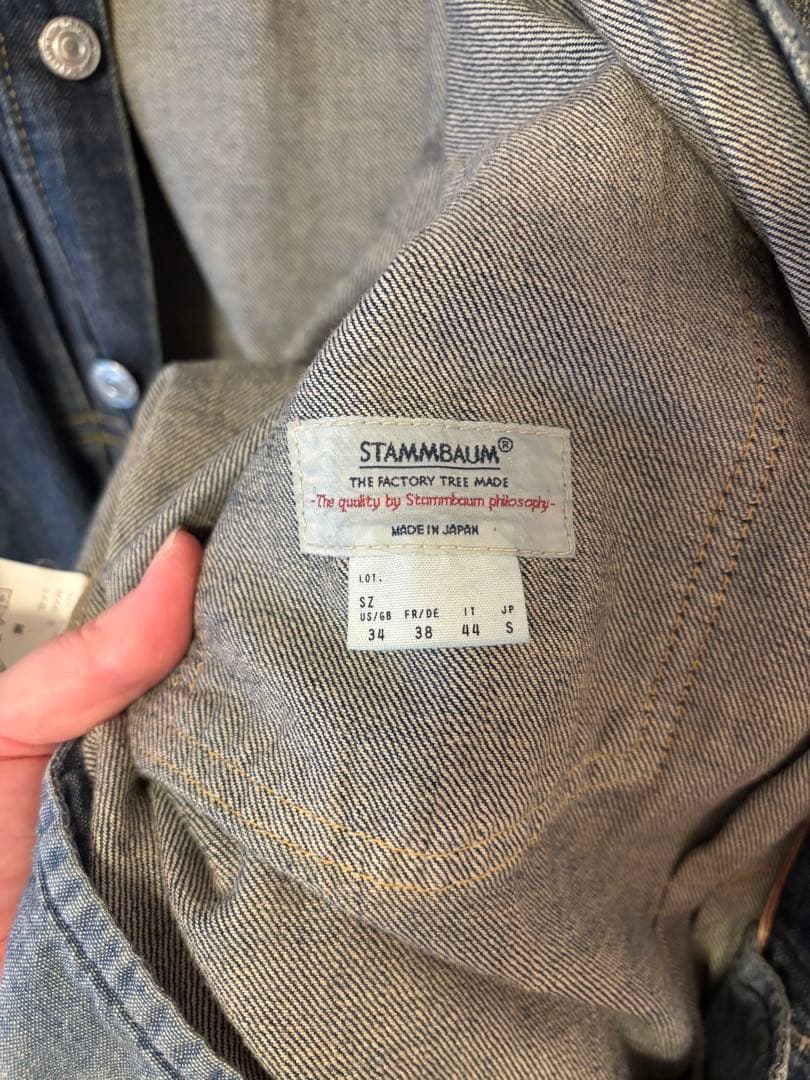 STAMMBAUM®
THE FACTORY TREE MADE
-The quality by Stammbaum philosophy-
MADE IN JAPAN
LOT.
SZ
US/GB FR/DE IT JP
34 38 44 S